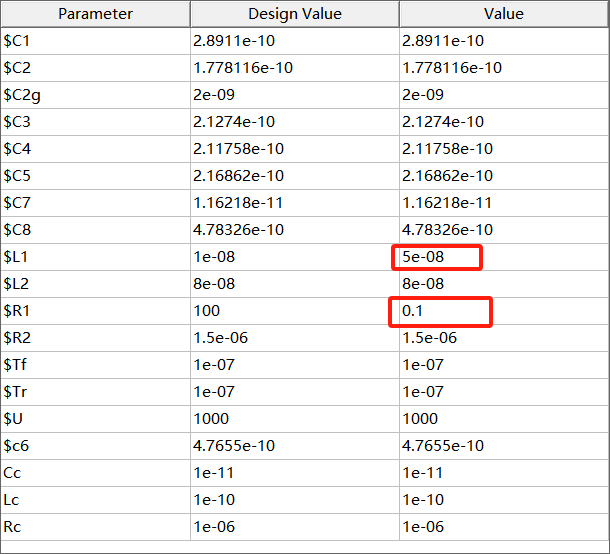 Parameter Design Value Value
$C1 2.8911e-10 2.8911e-10
$C2 1.778116e-10 1.778116e-10
$C2g 2e-09 2e-09
$C3 2.1274e-10 2.1274e-10
$C4 2.11758e-10 2.11758e-10
$C5 2.16862e-10 2.16862e-10
$C7 1.16218e-11 1.16218e-11
$C8 4.78326e-10 4.78326e-10
$L1 1e-08 5e-08
$L2 8e-08 8e-08
$R1 100 0.1
$R2 1.5e-06 1.5e-06
$Tf 1e-07 1e-07
$Tr 1e-07 1e-07
$U 1000 1000
$c6 4.7655e-10 4.7655e-10
Cc 1e-11 1e-11
Lc 1e-10 1e-10
Rc 1e-06 1e-06